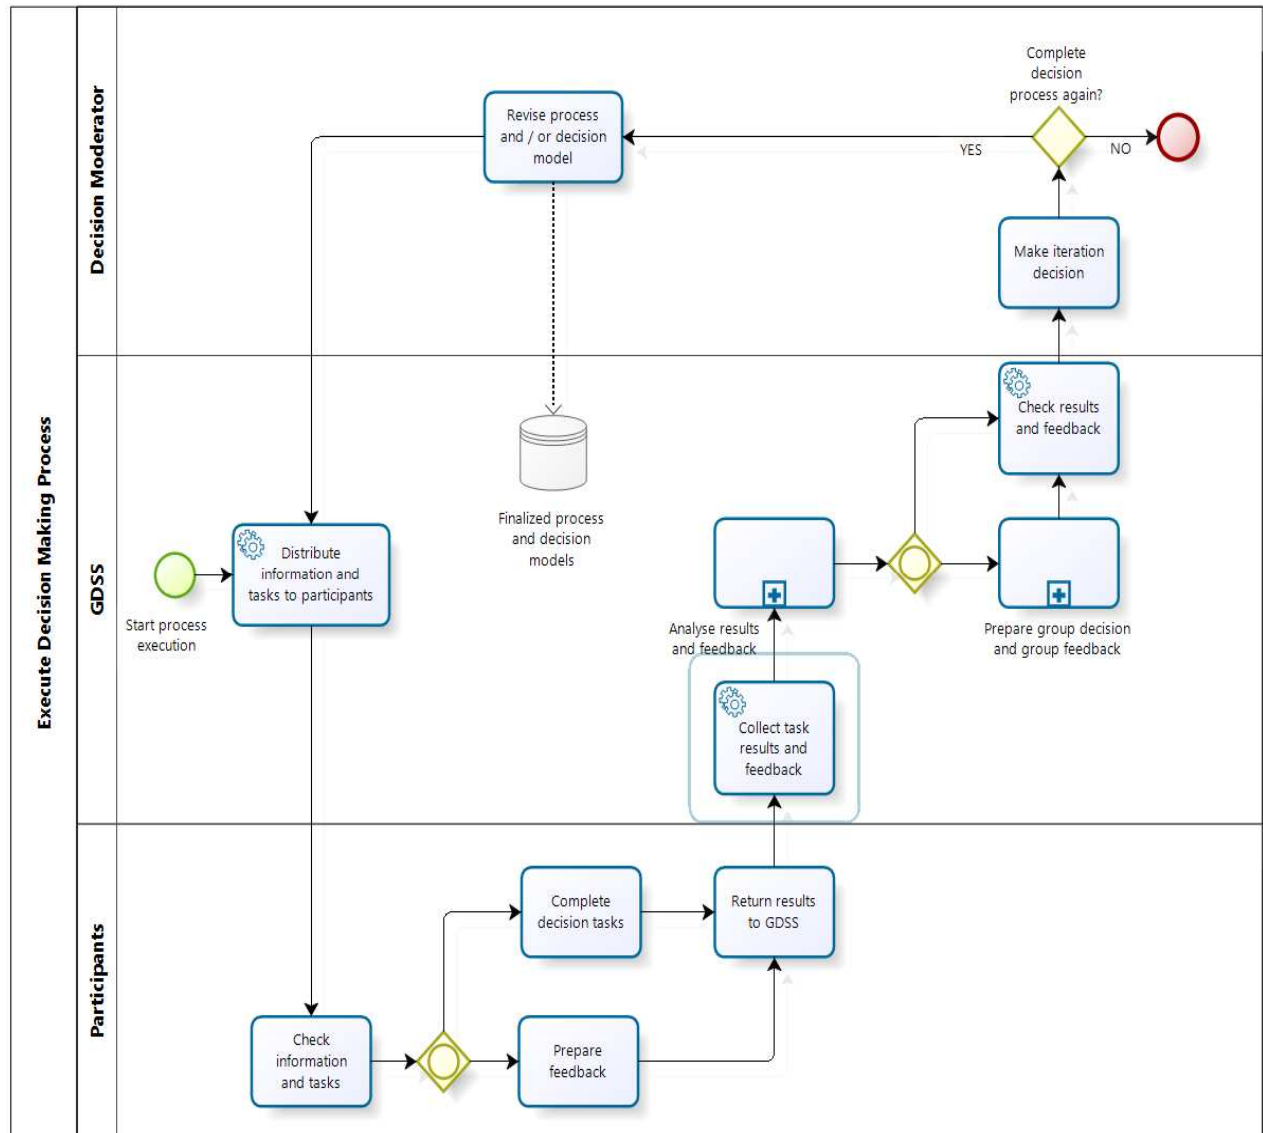 Execute Decision Making Process
Decision Moderator
Revise process
and / or decision
model
Complete
decision
process again?
YES
NO
Make iteration
decision
GDSS
Start process
execution
Distribute
information and
tasks to participants
Finalized process
and decision
models
Check results
and feedback
Analyse results
and feedback
Prepare group decision
and group feedback
Collect task
results and
feedback
Participants
Check
information
and tasks
Complete
decision tasks
Prepare
feedback
Return results
to GDSS